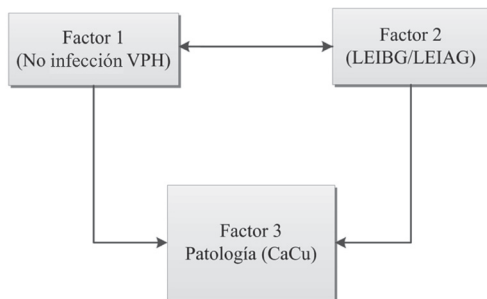 Factor 1
(No infección VPH)
Factor 2
(LEIBG/LEIAG)
Factor 3
Patología (CaCu)